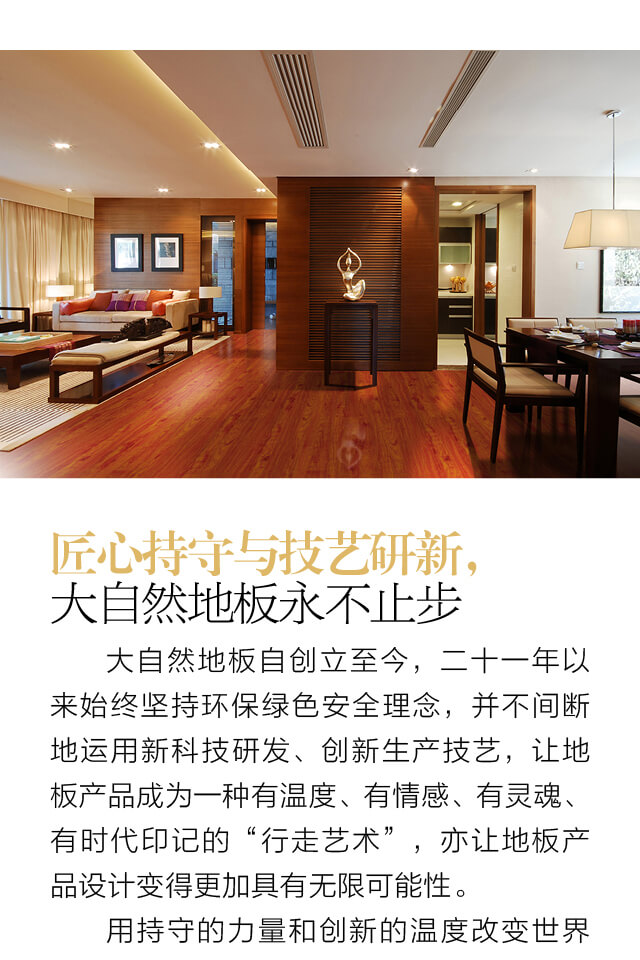 匠心持守与技艺研新，
大自然地板永不止步
大自然地板自创立至今，二十一年以
来始终坚持环保绿色安全理念，并不间断
地运用新科技研发、创新生产技艺，让地
板产品成为一种有温度、有情感、有灵魂、
有时代印记的“行走艺术”，亦让地板产
品设计变得更加具有无限可能性。
用持守的力量和创新的温度改变世界